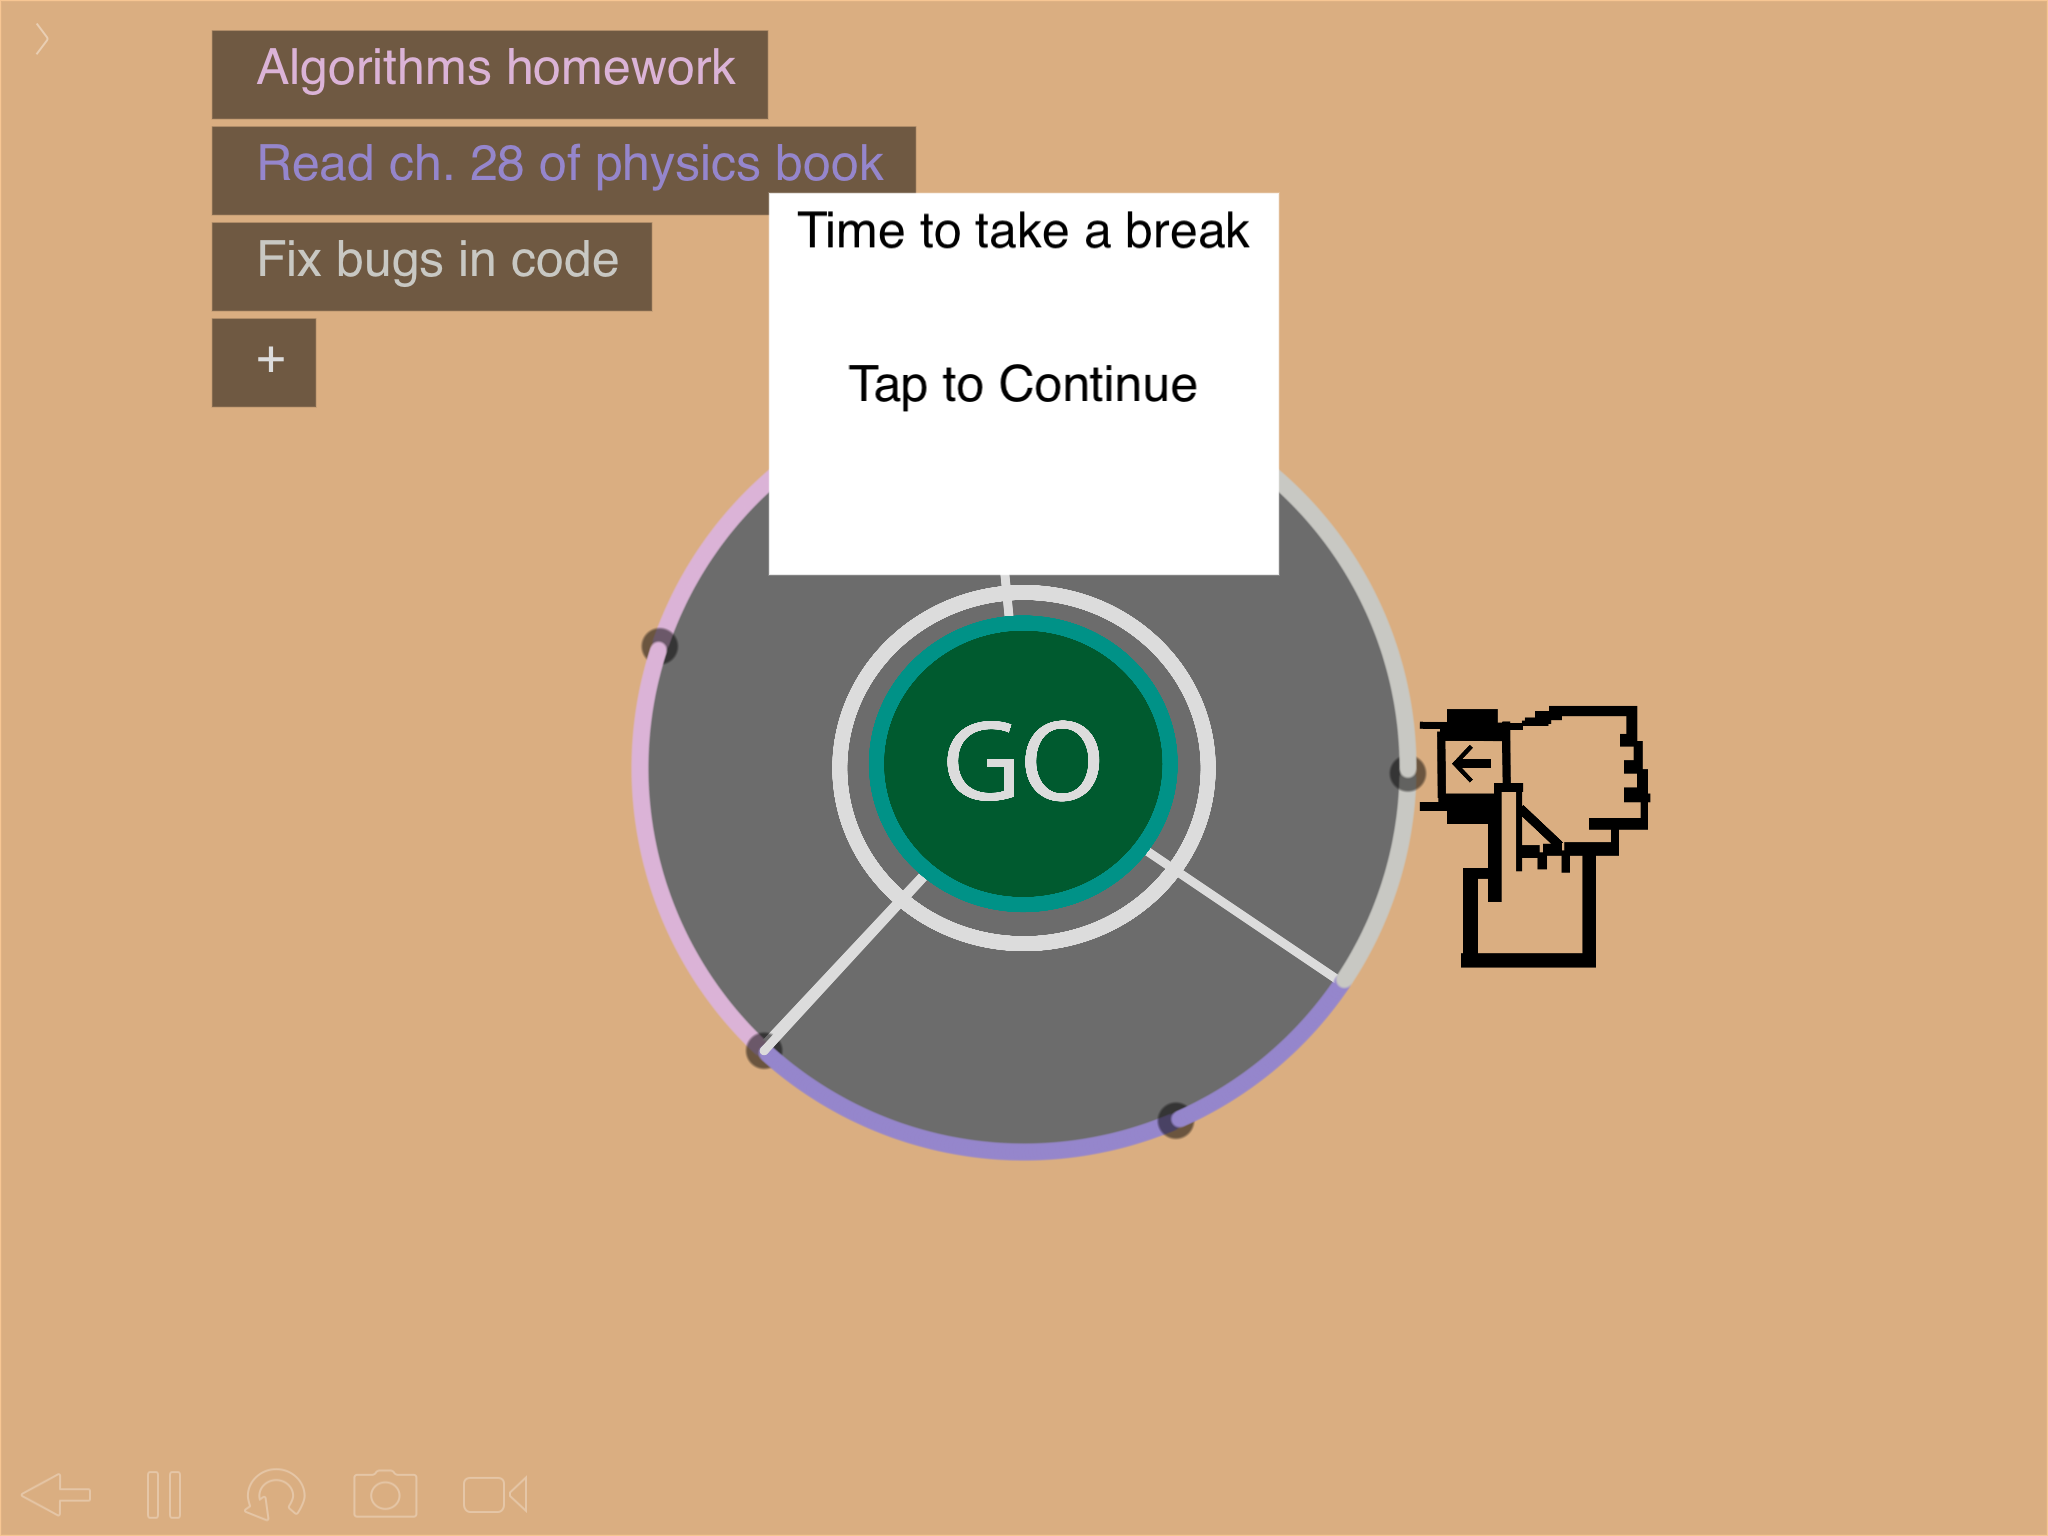 Algorithms homework
Read ch. 28 of physics book
Fix bugs in code
+
Time to take a break
Tap to Continue
GO